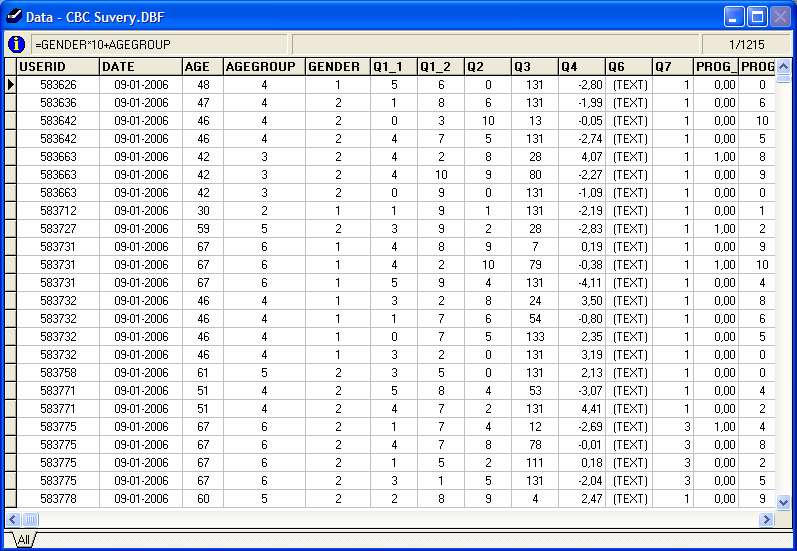 Data - CBC Suvery.DBF
=GENDER*10+AGEGROUP 1/1215
USERID DATE AGE AGEGROUP GENDER Q1_1 Q1_2 Q2 Q3 Q4 Q6 Q7 PROG_ PROG
583626 09-01-2006 48 4 1 5 6 0 131 -2,80 (TEXT) 1 0,00 0
583636 09-01-2006 47 4 2 1 8 6 131 -1,99 (TEXT) 1 0,00 6
583642 09-01-2006 46 4 2 0 3 10 13 -0,05 (TEXT) 1 0,00 10
583642 09-01-2006 46 4 2 4 7 5 131 -2,74 (TEXT) 1 0,00 5
583663 09-01-2006 42 3 2 4 2 8 28 4,07 (TEXT) 1 1,00 8
583663 09-01-2006 42 3 2 4 10 9 80 -2,27 (TEXT) 1 0,00 9
583663 09-01-2006 42 3 2 0 9 0 131 -1,09 (TEXT) 1 0,00 0
583712 09-01-2006 30 2 1 1 9 1 131 -2,19 (TEXT) 1 0,00 1
583727 09-01-2006 59 5 2 3 9 2 28 -2,83 (TEXT) 1 1,00 2
583731 09-01-2006 67 6 1 4 8 9 7 0,19 (TEXT) 1 0,00 9
583731 09-01-2006 67 6 1 4 2 10 79 -0,38 (TEXT) 1 1,00 10
583731 09-01-2006 67 6 1 5 9 4 131 -4,11 (TEXT) 1 0,00 4
583732 09-01-2006 46 4 1 3 2 8 24 3,50 (TEXT) 1 0,00 8
583732 09-01-2006 46 4 1 1 7 6 54 -0,80 (TEXT) 1 0,00 6
583732 09-01-2006 46 4 1 0 7 5 133 2,35 (TEXT) 1 0,00 5
583732 09-01-2006 46 4 1 3 2 0 131 3,19 (TEXT) 1 0,00 0
583758 09-01-2006 61 5 2 3 5 0 131 2,13 (TEXT) 1 0,00 0
583771 09-01-2006 51 4 2 5 8 4 53 -3,07 (TEXT) 1 0,00 4
583771 09-01-2006 51 4 2 4 7 2 131 4,41 (TEXT) 1 0,00 2
583775 09-01-2006 67 6 2 1 7 4 12 -2,69 (TEXT) 3 1,00 4
583775 09-01-2006 67 6 2 4 7 8 78 -0,01 (TEXT) 3 0,00 8
583775 09-01-2006 67 6 2 1 5 2 111 0,18 (TEXT) 3 0,00 2
583775 09-01-2006 67 6 2 3 1 5 131 -2,04 (TEXT) 3 0,00 5
583778 09-01-2006 60 5 2 2 8 9 4 2,47 (TEXT) 1 0,00 9
All